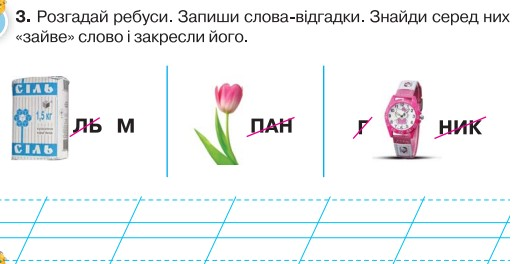 3. Розгадай ребуси. Запиши слова-відгадки. Знайди серед них
«зайве» слово і закресли його.
СІЛЬ
1,5 кг
СІЛЬ
ЛЬ М
ПАН
Г
НИК